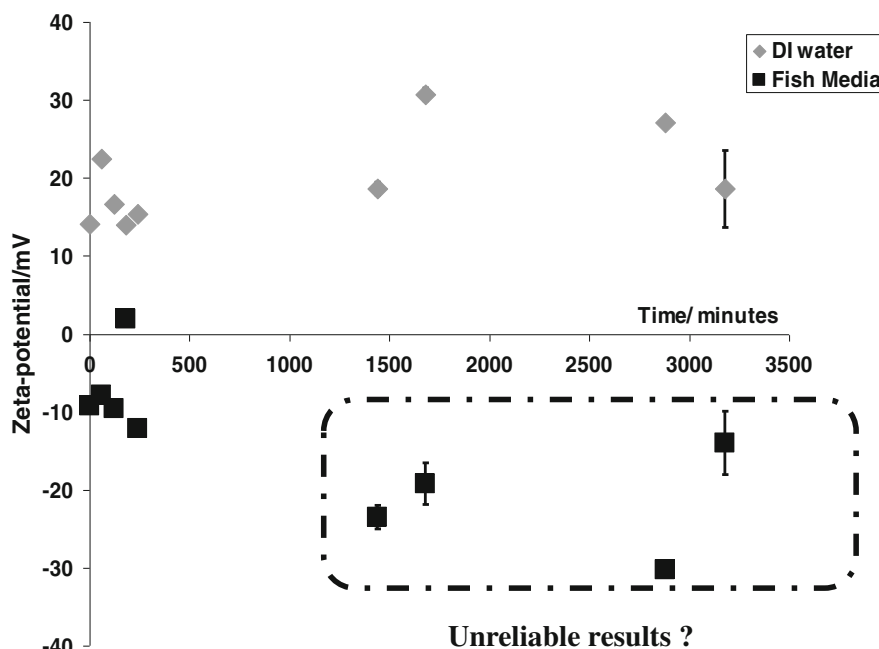 40
DI water
Fish Media
30
20
10
Time/ minutes
0
0 500 1000 1500 2000 2500 3000 3500
-10
-20
-30
-40
Zeta-potential/mV
Unreliable results ?